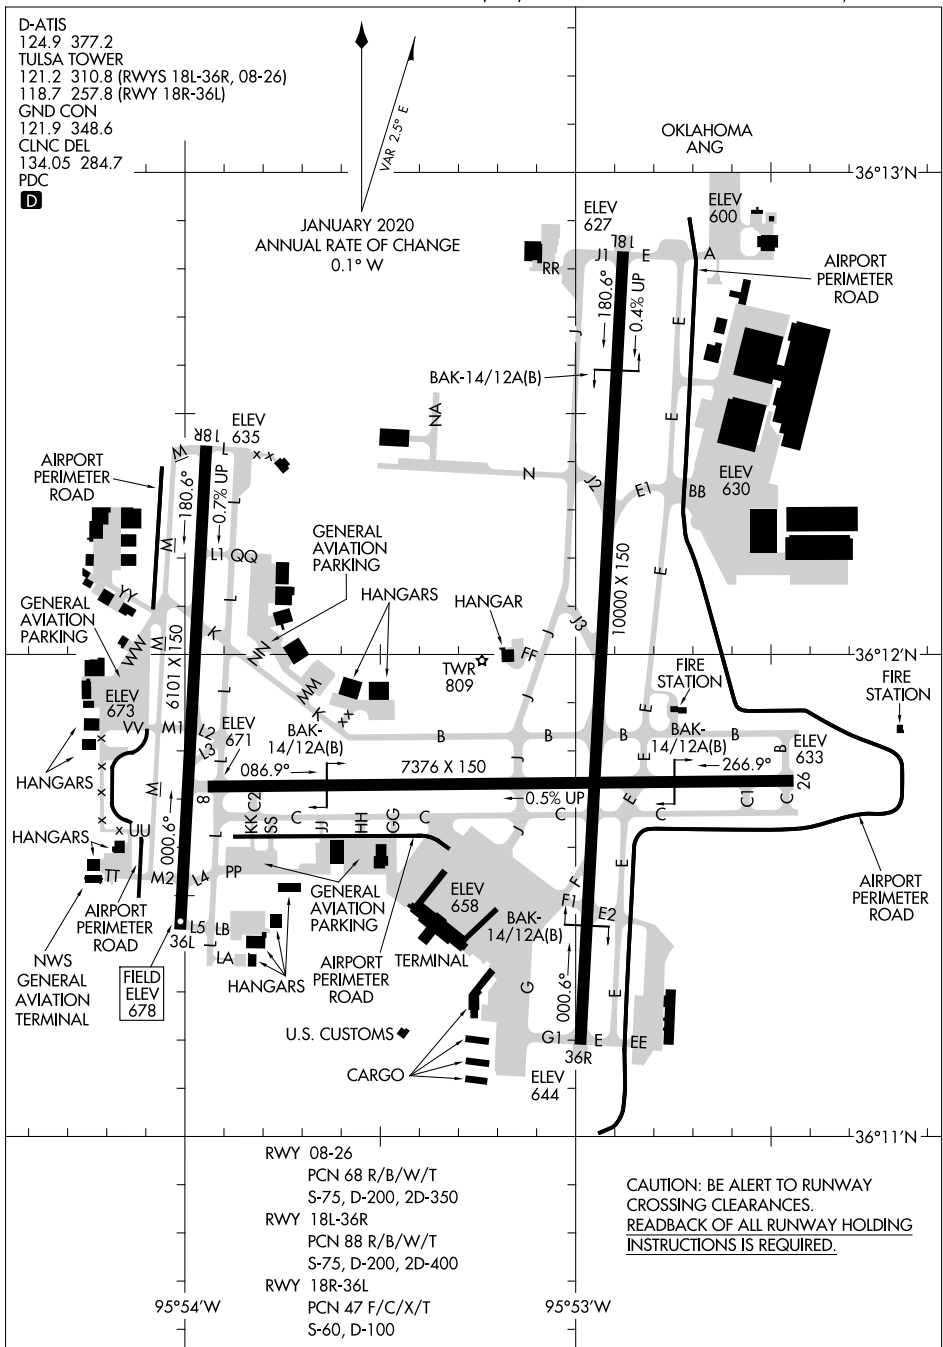 D-ATIS
124.9 377.2
TULSA TOWER
121.2 310.8 (RWYS 18L-36R, 08-26)
118.7 257.8 (RWY 18R-36L)
GND CON
121.9 348.6
CLNC DEL
134.05 284.7
PDC
D
VAR 2.5° E
JANUARY 2020
ANNUAL RATE OF CHANGE
0.1° W
OKLAHOMA
ANG
36°13'N
ELEV
627
ELEV
600
18L
J1
E
A
RR
AIRPORT
PERIMETER
ROAD
180.6°
0.4% UP
E
J
BAK-14/12A(B)
E
NA
ELEV
635
18R
M
L
x x
AIRPORT
PERIMETER
ROAD
180.6°
0.7% UP
N
J2
E1
BB
ELEV
630
L
M
L1
QQ
GENERAL
AVIATION
PARKING
10000 X 150
E
YY
HANGARS
HANGAR
GENERAL
AVIATION
PARKING
L
K
J
J3
WW
M
6101 X 150
NN
FF
TWR
809
36°12'N
FIRE
STATION
FIRE
STATION
ELEV
673
L
MM
J
E
K
xx
VV
M1
L2
L3
L
ELEV
671
BAK-
14/12A(B)
B
B
B
B
BAK-
14/12A(B)
B
ELEV
633
HANGARS
x
x
x
x
x
086.9°
7376 X 150
J
E
266.9°
26
M
8
KK
C2
0.5% UP
E
C1
C
000.6°
SS
C
JJ
HH
GG
C
C
C
UU
L
J
HANGARS
TT
M2
L4
PP
E
F
GENERAL
AVIATION
PARKING
ELEV
658
BAK-
14/12A(B)
F1
E2
AIRPORT
PERIMETER
ROAD
AIRPORT
PERIMETER
ROAD
36L
L5
LB
L
LA
NWS
GENERAL
AVIATION
TERMINAL
FIELD
ELEV
678
HANGARS
AIRPORT
PERIMETER
ROAD
TERMINAL
G
000.6°
E
U.S. CUSTOMS
G1
E
EE
36R
CARGO
ELEV
644
36°11'N
RWY 08-26
PCN 68 R/B/W/T
S-75, D-200, 2D-350
RWY 18L-36R
PCN 88 R/B/W/T
S-75, D-200, 2D-400
RWY 18R-36L
PCN 47 F/C/X/T
S-60, D-100
CAUTION: BE ALERT TO RUNWAY
CROSSING CLEARANCES.
READBACK OF ALL RUNWAY HOLDING
INSTRUCTIONS IS REQUIRED.
95°54'W
95°53'W